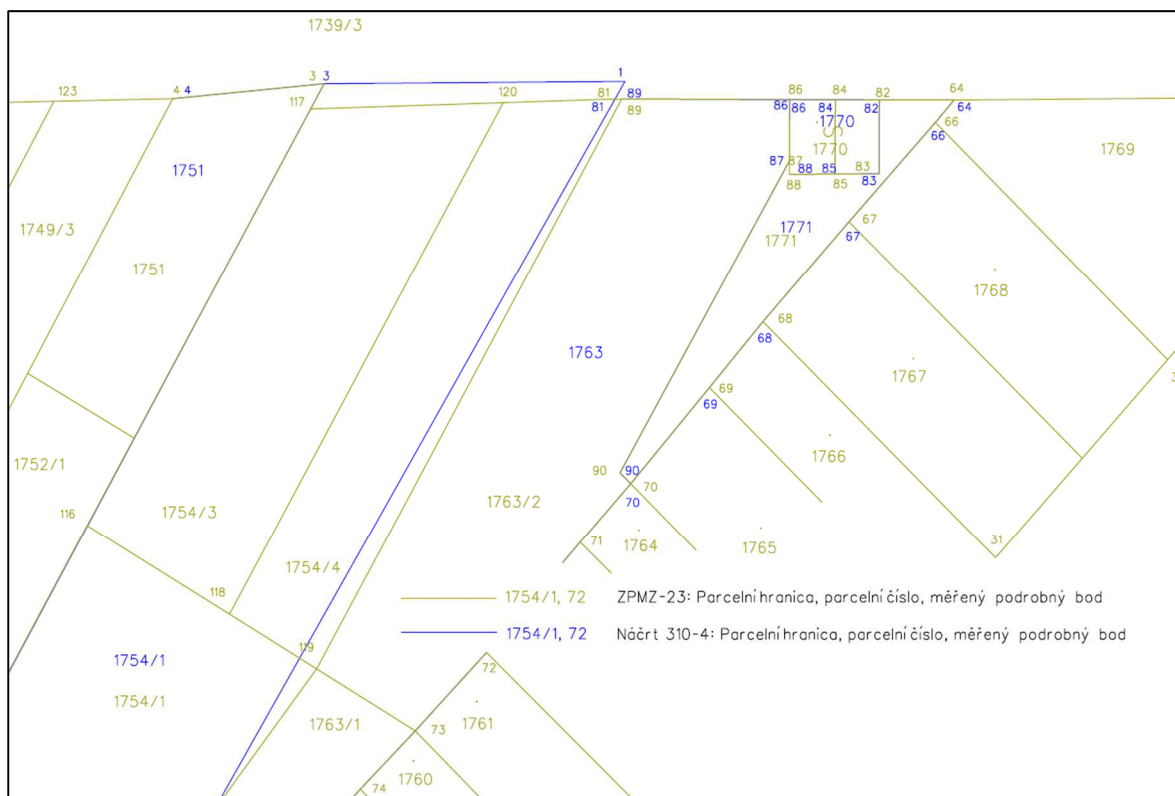 1739/3
123 4 4 3 3 1 120 81 89 86 84 82 64
117 81 89 86 86 84 82 64
1770 66
66
1751 S 1770 1769
87 87 88 85 83
88 85 83
1749/3 1771 67
1771 67
1751 1768
68
1763 68
1767
69
69
1766
1752/1 90 90
70
1763/2 70
116 1754/3
71 1764 1765 31
1754/4
118
1754/1, 72 ZPMZ-23: Parcelní hranica, parcelní číslo, měřený podrobný bod
1754/1, 72 Náčrt 310-4: Parcelní hranica, parcelní číslo, měřený podrobný bod
119
1754/1 72
1754/1 1761
1763/1 73
1760
74